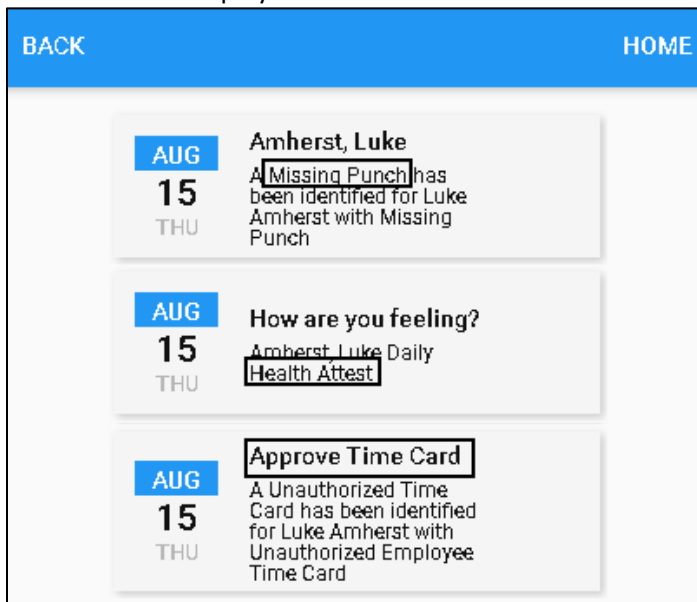 BACK
HOME
AUG
15
THU
Amherst, Luke
A Missing Punch has
been identified for Luke
Amherst with Missing
Punch
AUG
15
THU
How are you feeling?
Amherst, Luke Daily
Health Attest
AUG
15
THU
Approve Time Card
A Unauthorized Time
Card has been identified
for Luke Amherst with
Unauthorized Employee
Time Card